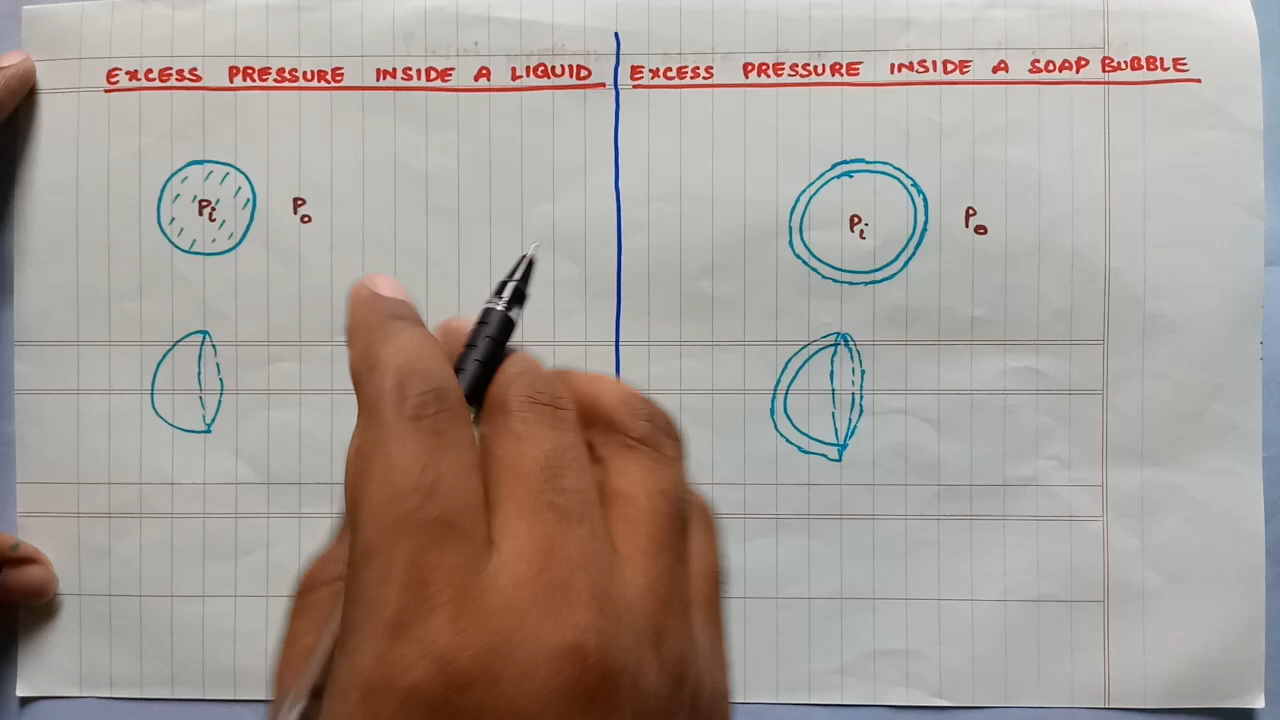 EXCESS PRESSURE INSIDE A LIQUID
Pi Po
EXCESS PRESSURE INSIDE A SOAP BUBBLE
Pi Po